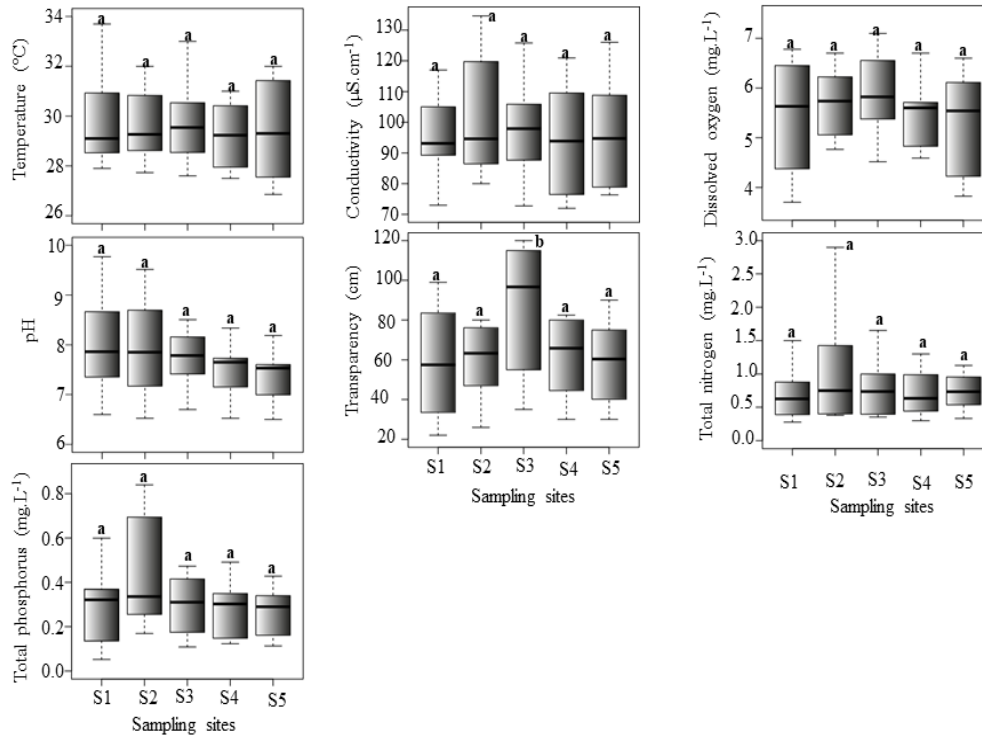 Temperature (°C)
34
32
30
28
26
a a a a a
Conductivity (µS.cm-1)
130
120
110
100
90
80
70
a a a a a
Dissolved oxygen (mg.L-1)
7
6
5
4
a a a a a
pH
10
9
8
7
6
a a a a a
Transparency (cm)
120
100
80
60
40
20
a a b a a
S1 S2 S3 S4 S5
Sampling sites
Total nitrogen (mg.L-1)
3.0
2.5
2.0
1.5
1.0
0.5
0.0
a a a a a
S1 S2 S3 S4 S5
Sampling sites
Total phosphorus (mg.L-1)
0.8
0.6
0.4
0.2
0.0
a a a a a
S1 S2 S3 S4 S5
Sampling sites